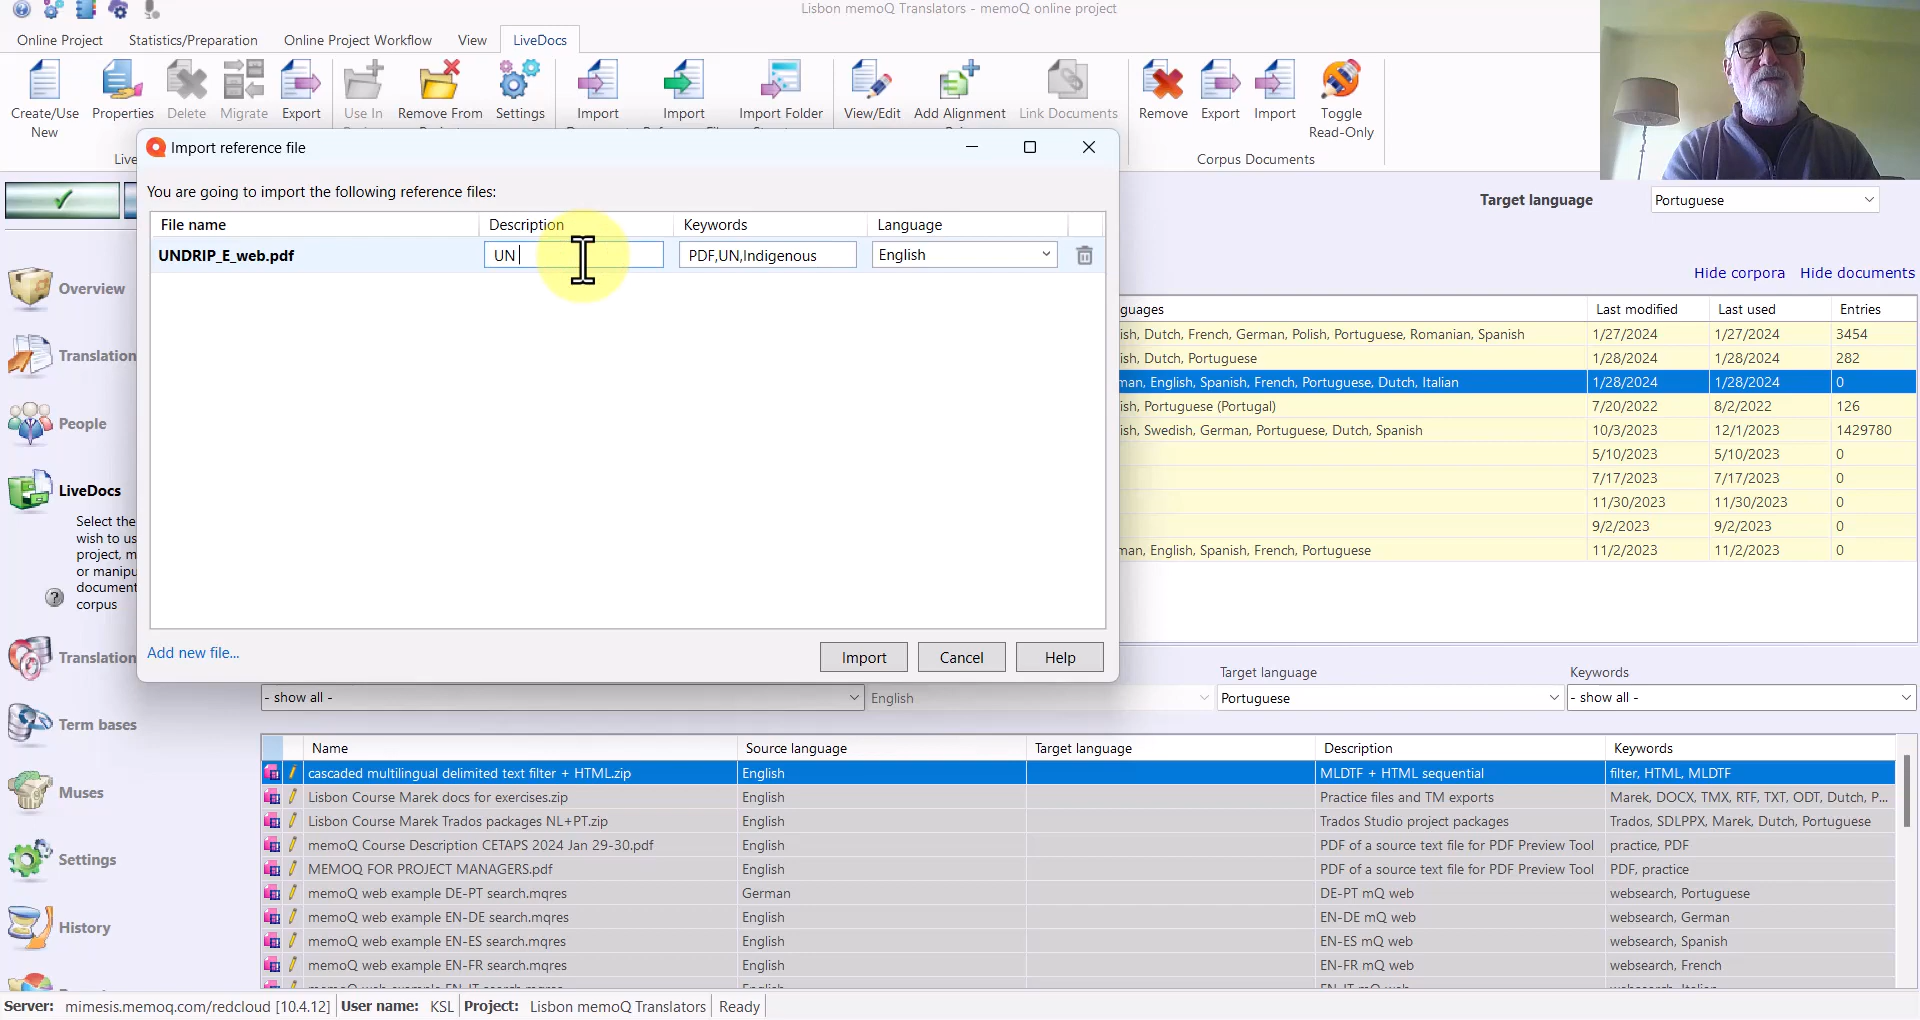 Lisbon memoQ Translators - memoQ online project
Online Project
Statistics/Preparation
Online Project Workflow
View
LiveDocs
Create/Use New
Properties
Delete
Migrate
Export
Use In
Remove From
Settings
Import
Import
Import Folder
View/Edit
Add Alignment
Link Documents
Remove
Export
Import
Toggle Read-Only
Corpus Documents
Import reference file
You are going to import the following reference files:
File name Description Keywords Language
UNDRIP_E_web.pdf UN PDF,UN,Indigenous English
Add new file...
Import Cancel Help
Target language Portuguese
Hide corpora Hide documents
guages Last modified Last used Entries
ish, Dutch, French, German, Polish, Portuguese, Romanian, Spanish 1/27/2024 1/27/2024 3454
ish, Dutch, Portuguese 1/28/2024 1/28/2024 282
man, English, Spanish, French, Portuguese, Dutch, Italian 1/28/2024 1/28/2024 0
ish, Portuguese (Portugal) 7/20/2022 8/2/2022 126
ish, Swedish, German, Portuguese, Dutch, Spanish 10/3/2023 12/1/2023 1429780
5/10/2023 5/10/2023 0
7/17/2023 7/17/2023 0
11/30/2023 11/30/2023 0
9/2/2023 9/2/2023 0
man, English, Spanish, French, Portuguese 11/2/2023 11/2/2023 0
Overview
Translation
People
LiveDocs
Select the
wish to us
project, m
or manipu
document
corpus
Translation
Term bases
Muses
Settings
History
Target language Keywords
- show all - English Portuguese - show all -
Name Source language Target language Description Keywords
cascaded multilingual delimited text filter + HTML.zip English MLDTF + HTML sequential filter, HTML, MLDTF
Lisbon Course Marek docs for exercises.zip English Practice files and TM exports Marek, DOCX, TMX, RTF, TXT, ODT, Dutch, P...
Lisbon Course Marek Trados packages NL+PT.zip English Trados Studio project packages Trados, SDLPPX, Marek, Dutch, Portuguese
memoQ Course Description CETAPS 2024 Jan 29-30.pdf English PDF of a source text file for PDF Preview Tool practice, PDF
MEMOQ FOR PROJECT MANAGERS.pdf English PDF of a source text file for PDF Preview Tool PDF, practice
memoQ web example DE-PT search.mqres German DE-PT mQ web websearch, Portuguese
memoQ web example EN-DE search.mqres English EN-DE mQ web websearch, German
memoQ web example EN-ES search.mqres English EN-ES mQ web websearch, Spanish
memoQ web example EN-FR search.mqres English EN-FR mQ web websearch, French
Server: mimesis.memoq.com/redcloud [10.4.12] User name: KSL Project: Lisbon memoQ Translators Ready